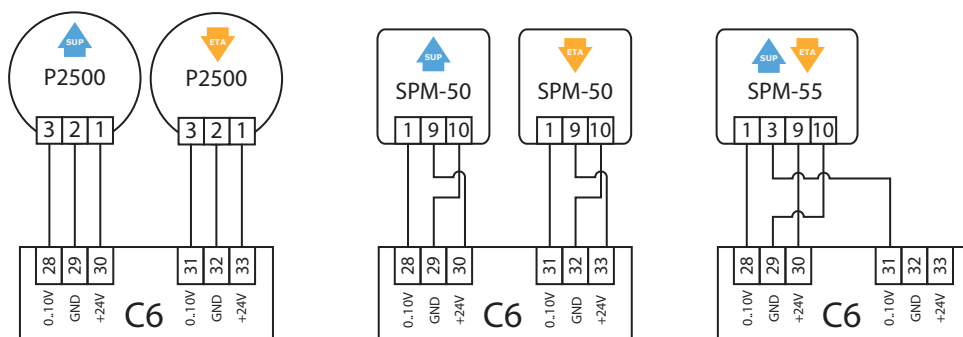 SUP ETA SUP ETA SUP ETA
P2500 P2500 SPM-50 SPM-50 SPM-55
3 2 1 3 2 1 1 9 10 1 9 10 1 3 9 10
28 29 30 31 32 33 28 29 30 31 32 33 28 29 30 31 32 33
0..10V GND +24V C6 0..10V GND +24V 0..10V GND +24V C6 0..10V GND +24V 0..10V GND +24V C6 0..10V GND +24V